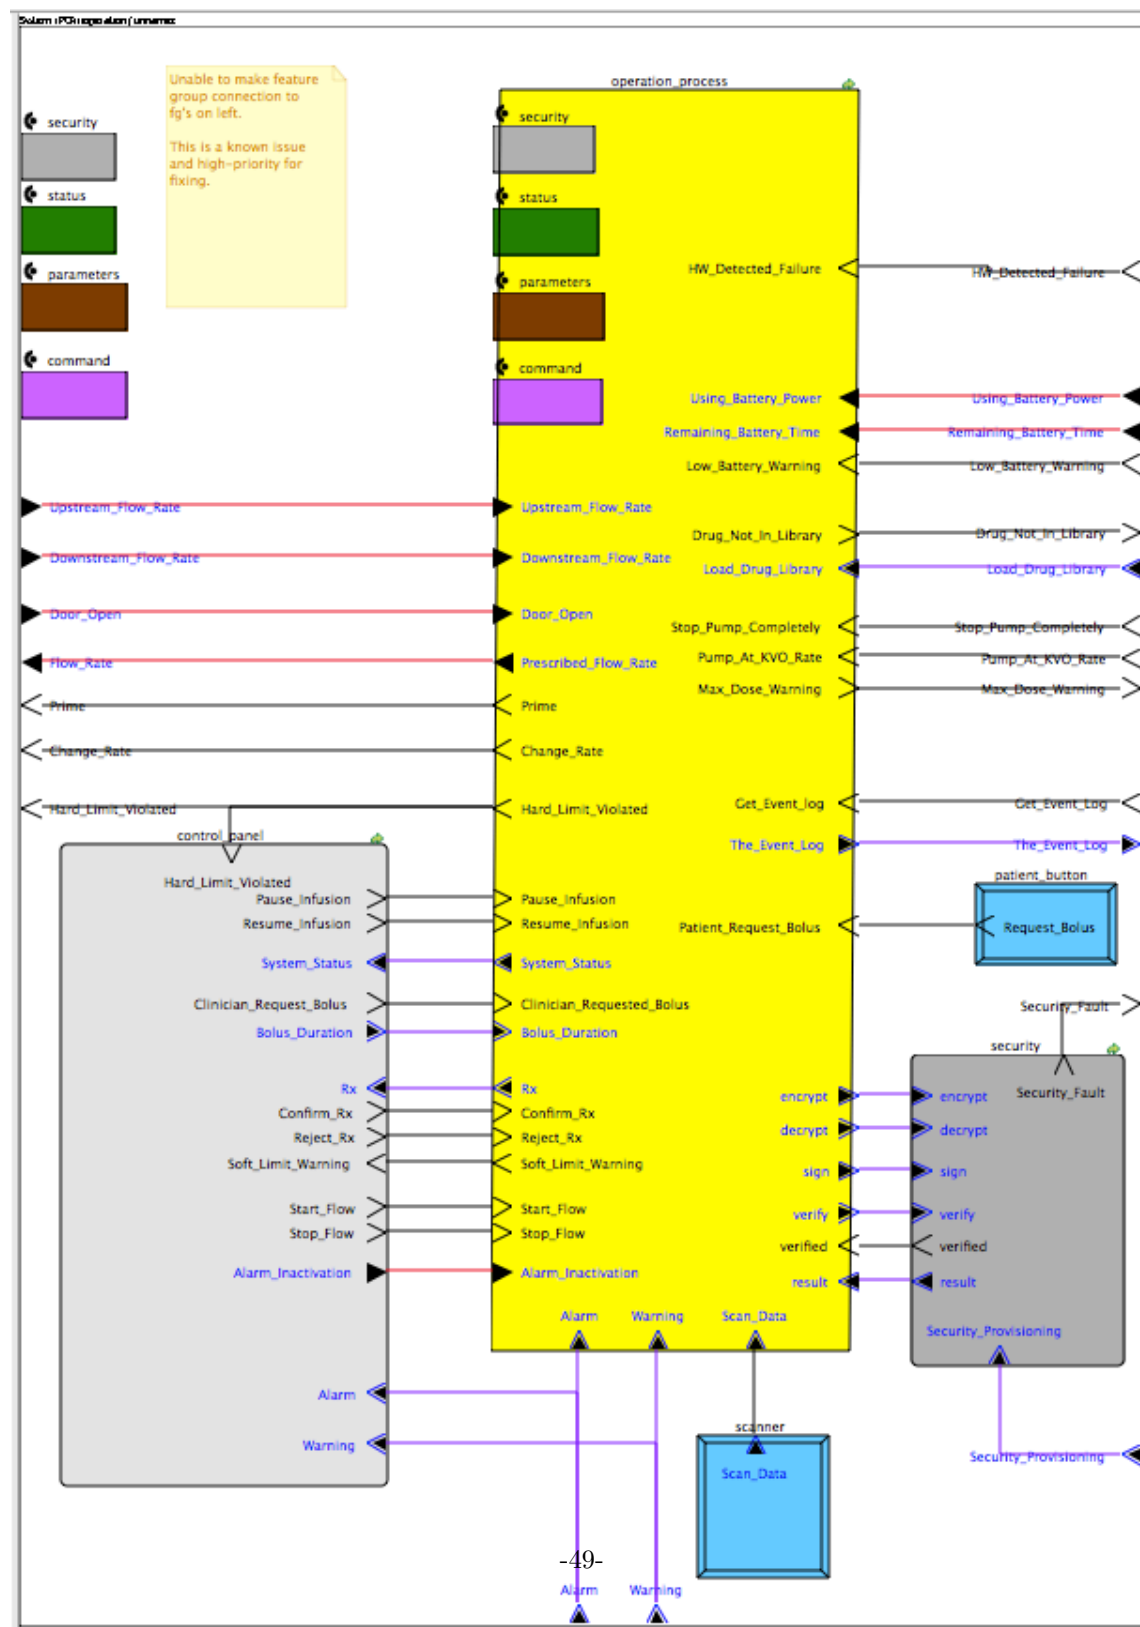 Unable to make feature
group connection to
fg's on left.
This is a known issue
and high-priority for
fixing.
security
status
parameters
command
operation_process
security
status
parameters
command
HW_Detected_Failure
HW_Detected_Failure
Using_Battery_Power
Using_Battery_Power
Remaining_Battery_Time
Remaining_Battery_Time
Low_Battery_Warning
Low_Battery_Warning
Upstream_Flow_Rate
Upstream_Flow_Rate
Drug_Not_In_Library
Drug_Not_In_Library
Downstream_Flow_Rate
Downstream_Flow_Rate
Load_Drug_Library
Load_Drug_Library
Door_Open
Door_Open
Stop_Pump_Completely
Stop_Pump_Completely
Flow_Rate
Prescribed_Flow_Rate
Pump_At_KVO_Rate
Pump_At_KVO_Rate
Max_Dose_Warning
Max_Dose_Warning
Prime
Prime
Change_Rate
Change_Rate
Hard_Limit_Violated
Hard_Limit_Violated
Get_Event_log
Get_Event_Log
control_panel
The_Event_Log
The_Event_Log
Hard_Limit_Violated
patient_button
Pause_Infusion
Pause_Infusion
Resume_Infusion
Resume_Infusion
Patient_Request_Bolus
Request_Bolus
System_Status
System_Status
Clinician_Request_Bolus
Clinician_Requested_Bolus
Security_Fault
Bolus_Duration
Bolus_Duration
security
Rx
Rx
encrypt
encrypt
Security_Fault
Confirm_Rx
Confirm_Rx
decrypt
decrypt
Reject_Rx
Reject_Rx
Soft_Limit_Warning
Soft_Limit_Warning
sign
sign
Start_Flow
Start_Flow
verify
verify
Stop_Flow
Stop_Flow
verified
verified
Alarm_Inactivation
Alarm_Inactivation
result
result
Alarm
Warning
Scan_Data
Security_Provisioning
Alarm
scanner
Warning
Security_Provisioning
Scan_Data
-49-
Alarm
Warning